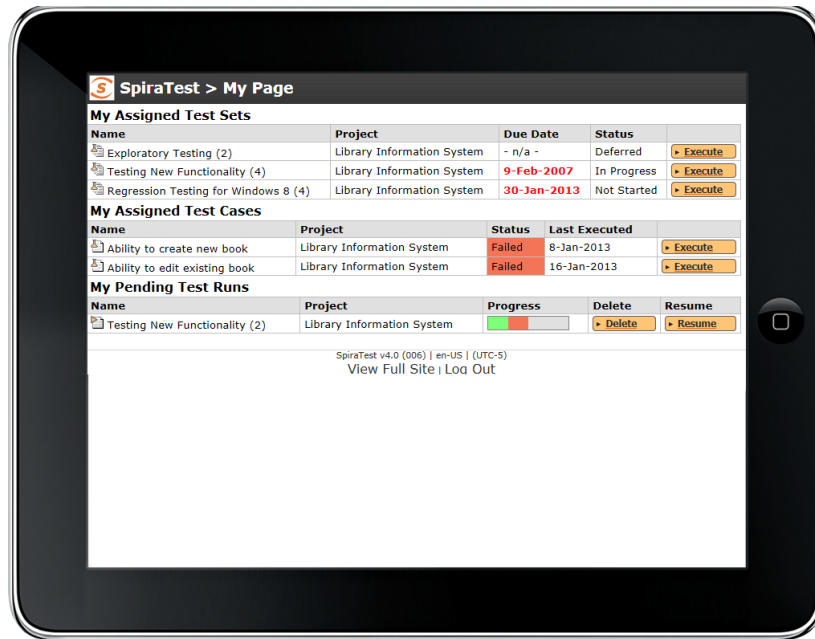 S SpiraTest > My Page
My Assigned Test Sets
Name Project Due Date Status
Exploratory Testing (2) Library Information System - n/a - Deferred ▸ Execute
Testing New Functionality (4) Library Information System 9-Feb-2007 In Progress ▸ Execute
Regression Testing for Windows 8 (4) Library Information System 30-Jan-2013 Not Started ▸ Execute
My Assigned Test Cases
Name Project Status Last Executed
Ability to create new book Library Information System Failed 8-Jan-2013 ▸ Execute
Ability to edit existing book Library Information System Failed 16-Jan-2013 ▸ Execute
My Pending Test Runs
Name Project Progress Delete Resume
Testing New Functionality (2) Library Information System ▸ Delete ▸ Resume
SpiraTest v4.0 (006) | en-US | (UTC-5)
View Full Site | Log Out